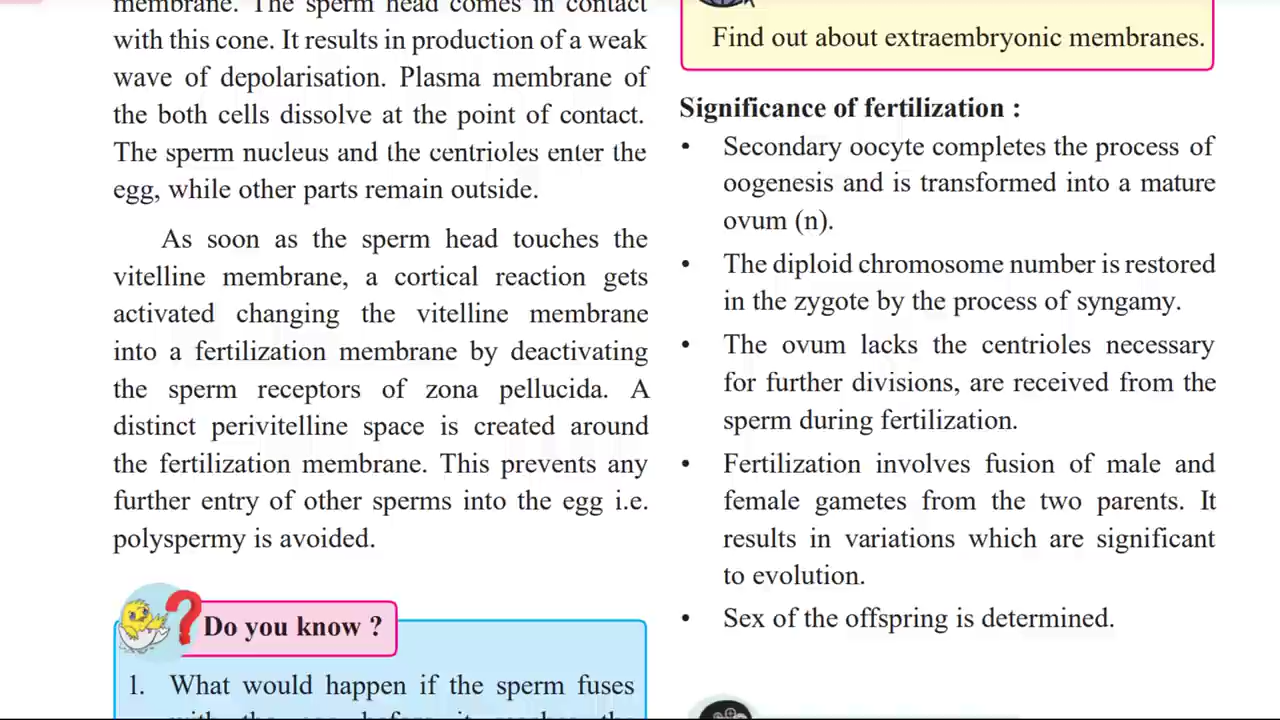 membrane. The sperm head comes in contact
with this cone. It results in production of a weak
wave of depolarisation. Plasma membrane of
the both cells dissolve at the point of contact.
The sperm nucleus and the centrioles enter the
egg, while other parts remain outside.
As soon as the sperm head touches the
vitelline membrane, a cortical reaction gets
activated changing the vitelline membrane
into a fertilization membrane by deactivating
the sperm receptors of zona pellucida. A
distinct perivitelline space is created around
the fertilization membrane. This prevents any
further entry of other sperms into the egg i.e.
polyspermy is avoided.
Do you know ?
1. What would happen if the sperm fuses
Find out about extraembryonic membranes.
Significance of fertilization :
• Secondary oocyte completes the process of
oogenesis and is transformed into a mature
ovum (n).
• The diploid chromosome number is restored
in the zygote by the process of syngamy.
• The ovum lacks the centrioles necessary
for further divisions, are received from the
sperm during fertilization.
• Fertilization involves fusion of male and
female gametes from the two parents. It
results in variations which are significant
to evolution.
• Sex of the offspring is determined.